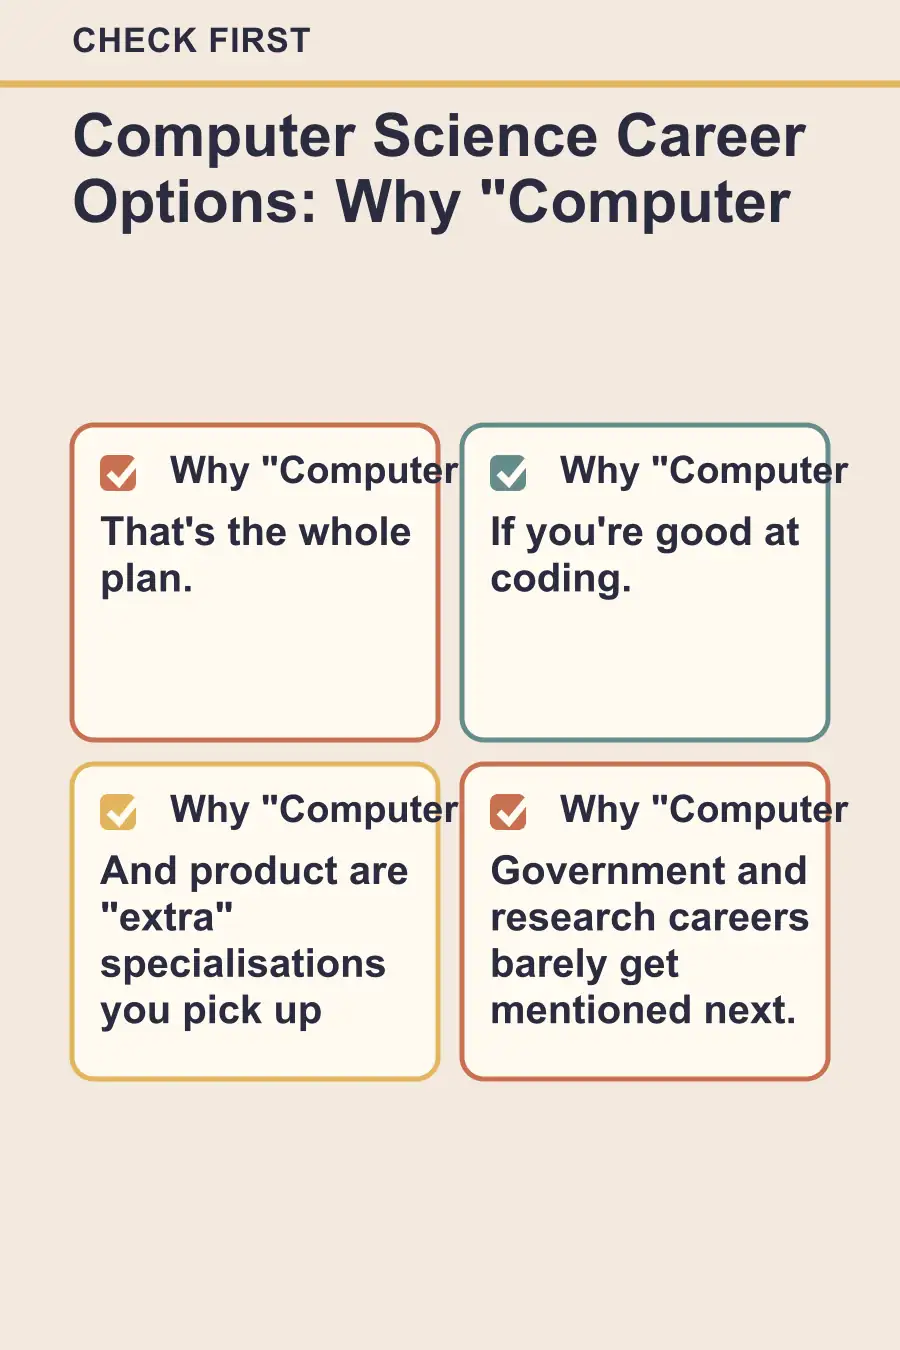 CHECK FIRST
Computer Science Career
Options: Why "Computer
Why "Computer
That's the whole
plan.
Why "Computer
If you're good at
coding.
Why "Computer
And product are
"extra"
specialisations
you pick up
Why "Computer
Government and
research careers
barely get
mentioned next.